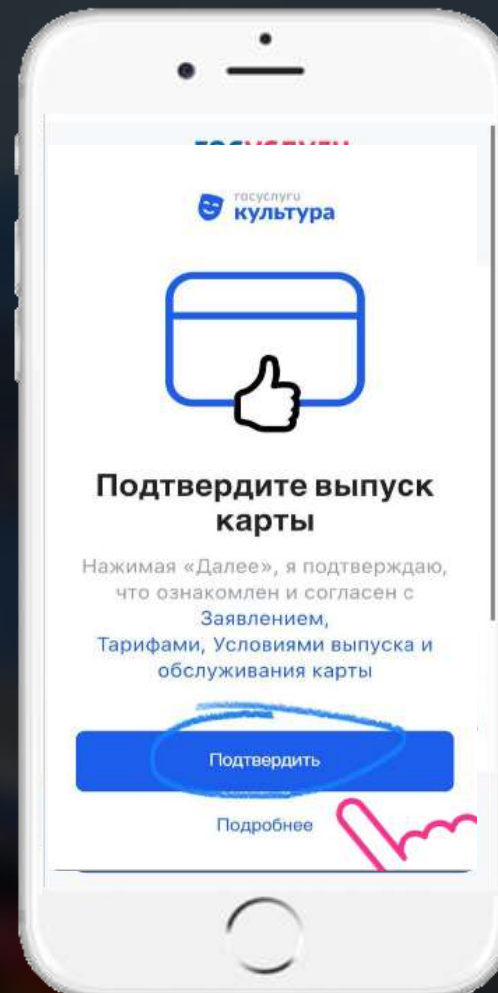 госуслуги
культура
Подтвердите выпуск
карты
Нажимая «Далее», я подтверждаю,
что ознакомлен и согласен с
Заявлением,
Тарифами, Условиями выпуска и
обслуживания карты
Подтвердить
Подробнее